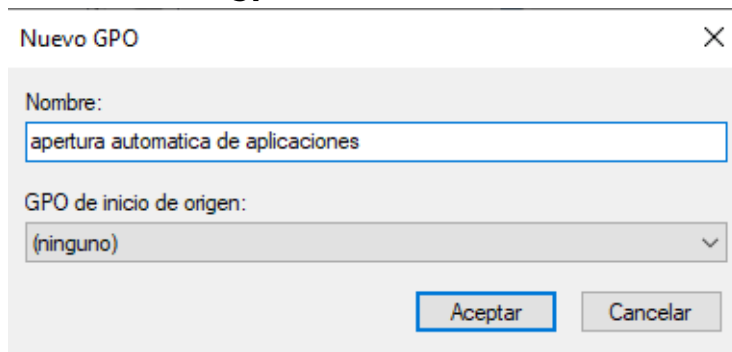 Nuevo GPO
Nombre:
apertura automatica de aplicaciones
GPO de inicio de origen:
(ninguno)
Aceptar
Cancelar